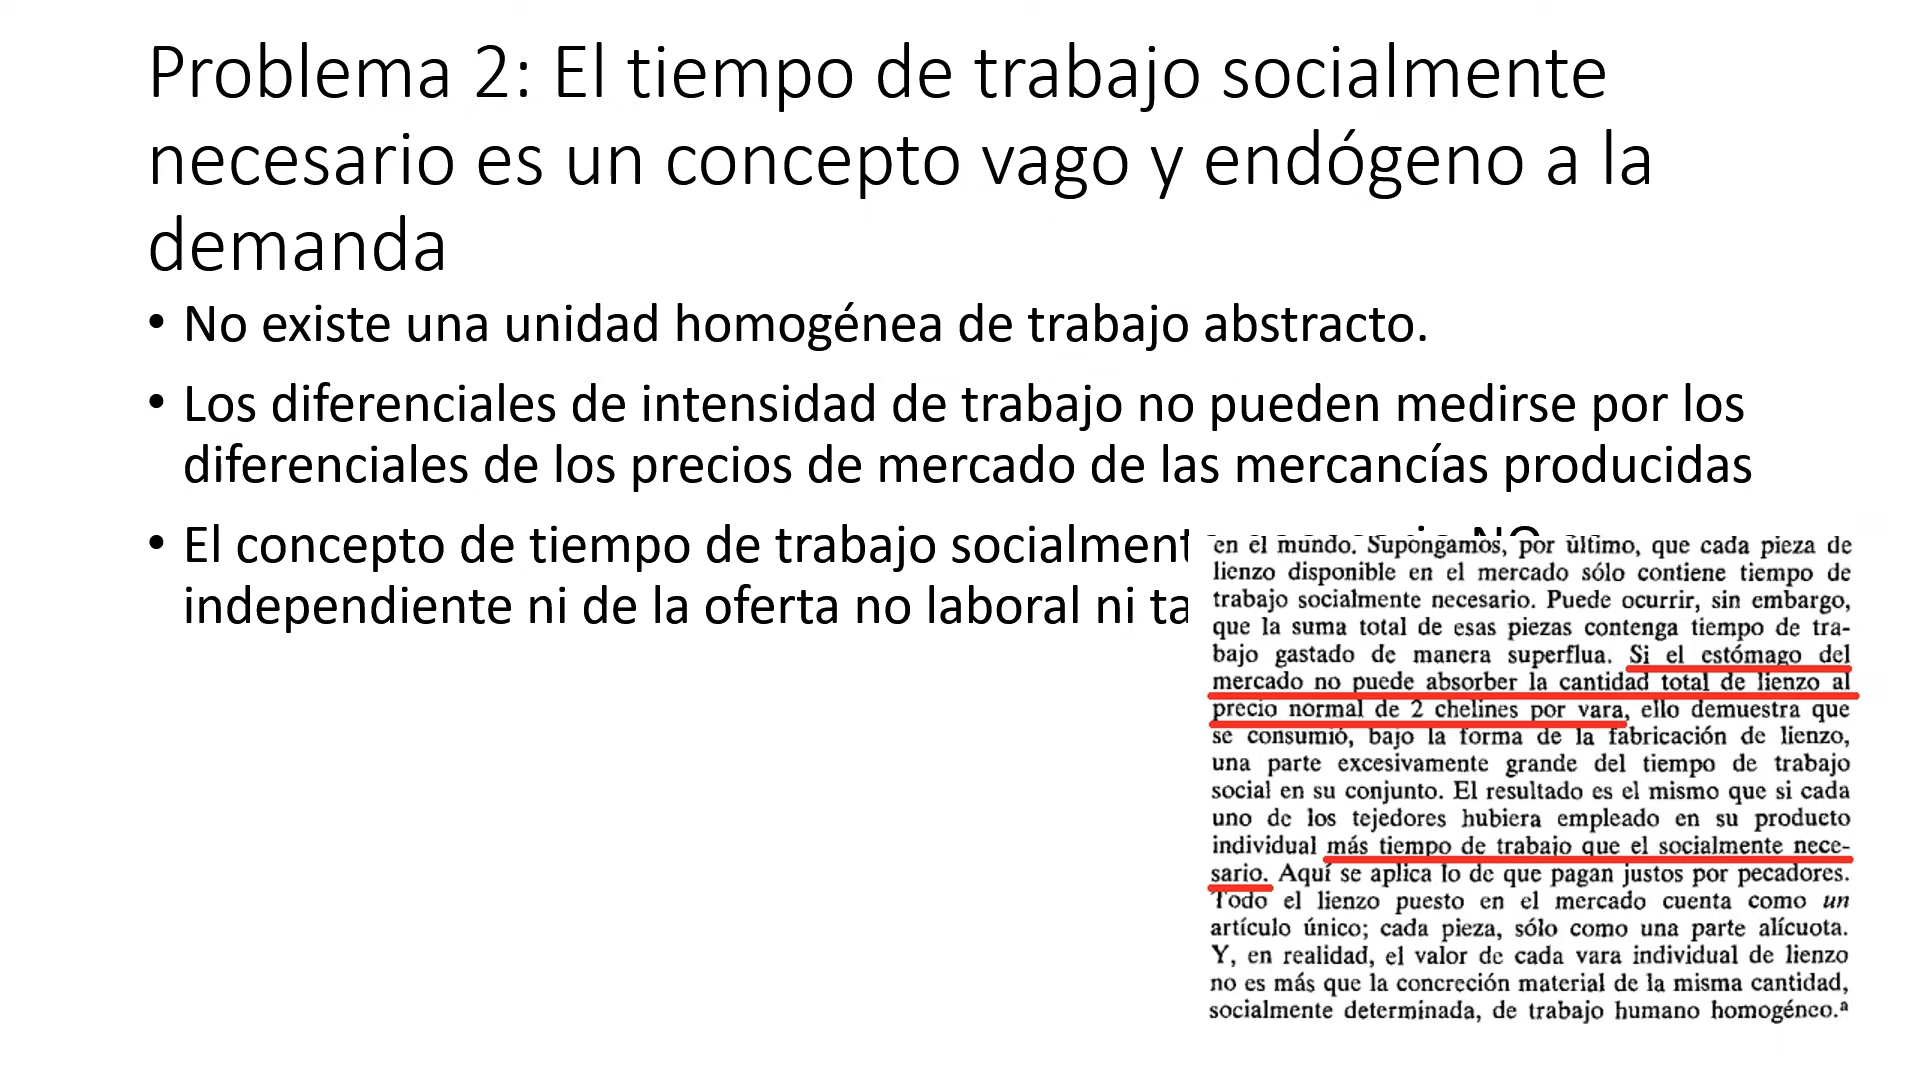 Problema 2: El tiempo de trabajo socialmente
necesario es un concepto vago y endógeno a la
demanda
• No existe una unidad homogénea de trabajo abstracto.
• Los diferenciales de intensidad de trabajo no pueden medirse por los
diferenciales de los precios de mercado de las mercancías producidas
• El concepto de tiempo de trabajo socialment
independiente ni de la oferta no laboral ni ta
en el mundo. Supongamos, por último, que cada pieza de
lienzo disponible en el mercado sólo contiene tiempo de
trabajo socialmente necesario. Puede ocurrir, sin embargo,
que la suma total de esas piezas contenga tiempo de tra-
bajo gastado de manera superflua. Si el estómago del
mercado no puede absorber la cantidad total de lienzo al
precio normal de 2 chelines por vara, ello demuestra que
se consumió, bajo la forma de la fabricación de lienzo,
una parte excesivamente grande del tiempo de trabajo
social en su conjunto. El resultado es el mismo que si cada
uno de los tejedores hubiera empleado en su producto
individual más tiempo de trabajo que el socialmente nece-
sario. Aquí se aplica lo de que pagan justos por pecadores.
Todo el lienzo puesto en el mercado cuenta como un
artículo único; cada pieza, sólo como una parte alícuota.
Y, en realidad, el valor de cada vara individual de lienzo
no es más que la concreción material de la misma cantidad,
socialmente determinada, de trabajo humano homogéneo.ª